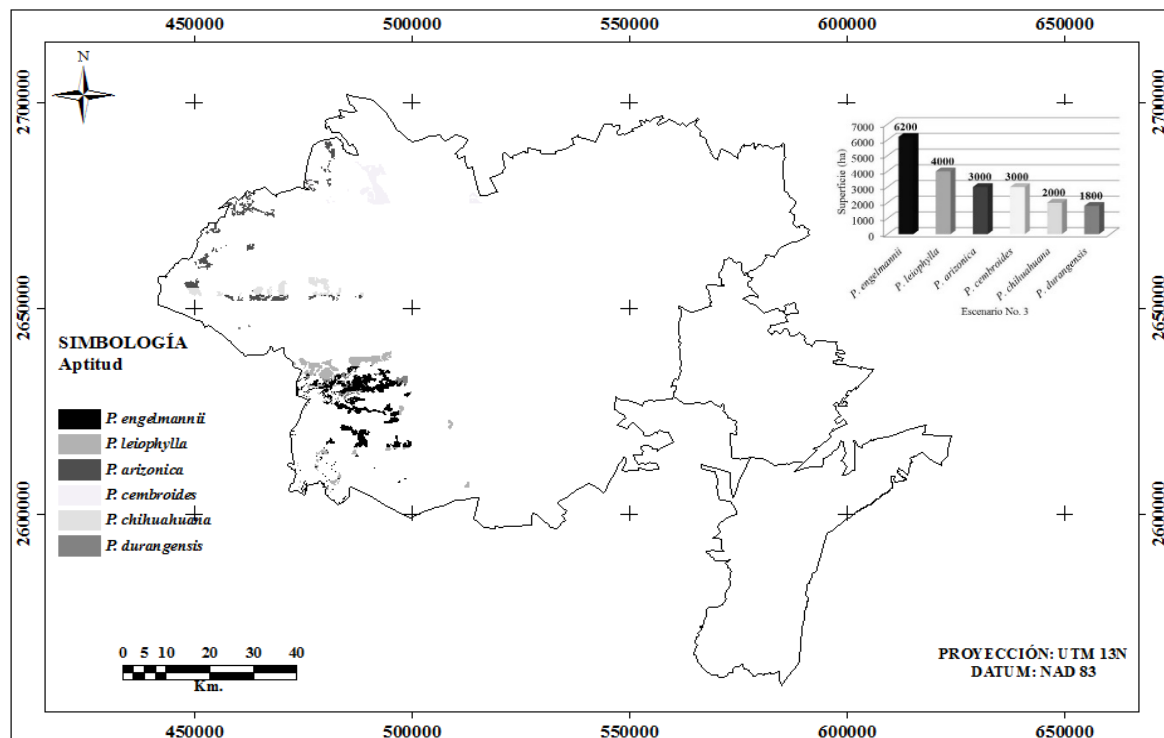 450000 500000 550000 600000 650000
N
2700000
2700000
7000
6000
5000
4000
3000
2000
1000
0
Superficie (ha)
6200
4000
3000
3000
2000
1800
P. engelmannii
P. leiophylla
P. arizonica
P. cembroides
P. chihuahuana
P. durangensis
Escenario No. 3
2650000
2650000
SIMBOLOGÍA
Aptitud
P. engelmannii
P. leiophylla
P. arizonica
P. cembroides
P. chihuahuana
P. durangensis
2600000
2600000
0 5 10 20 30 40
Km.
PROYECCIÓN: UTM 13N
DATUM: NAD 83
450000 500000 550000 600000 650000